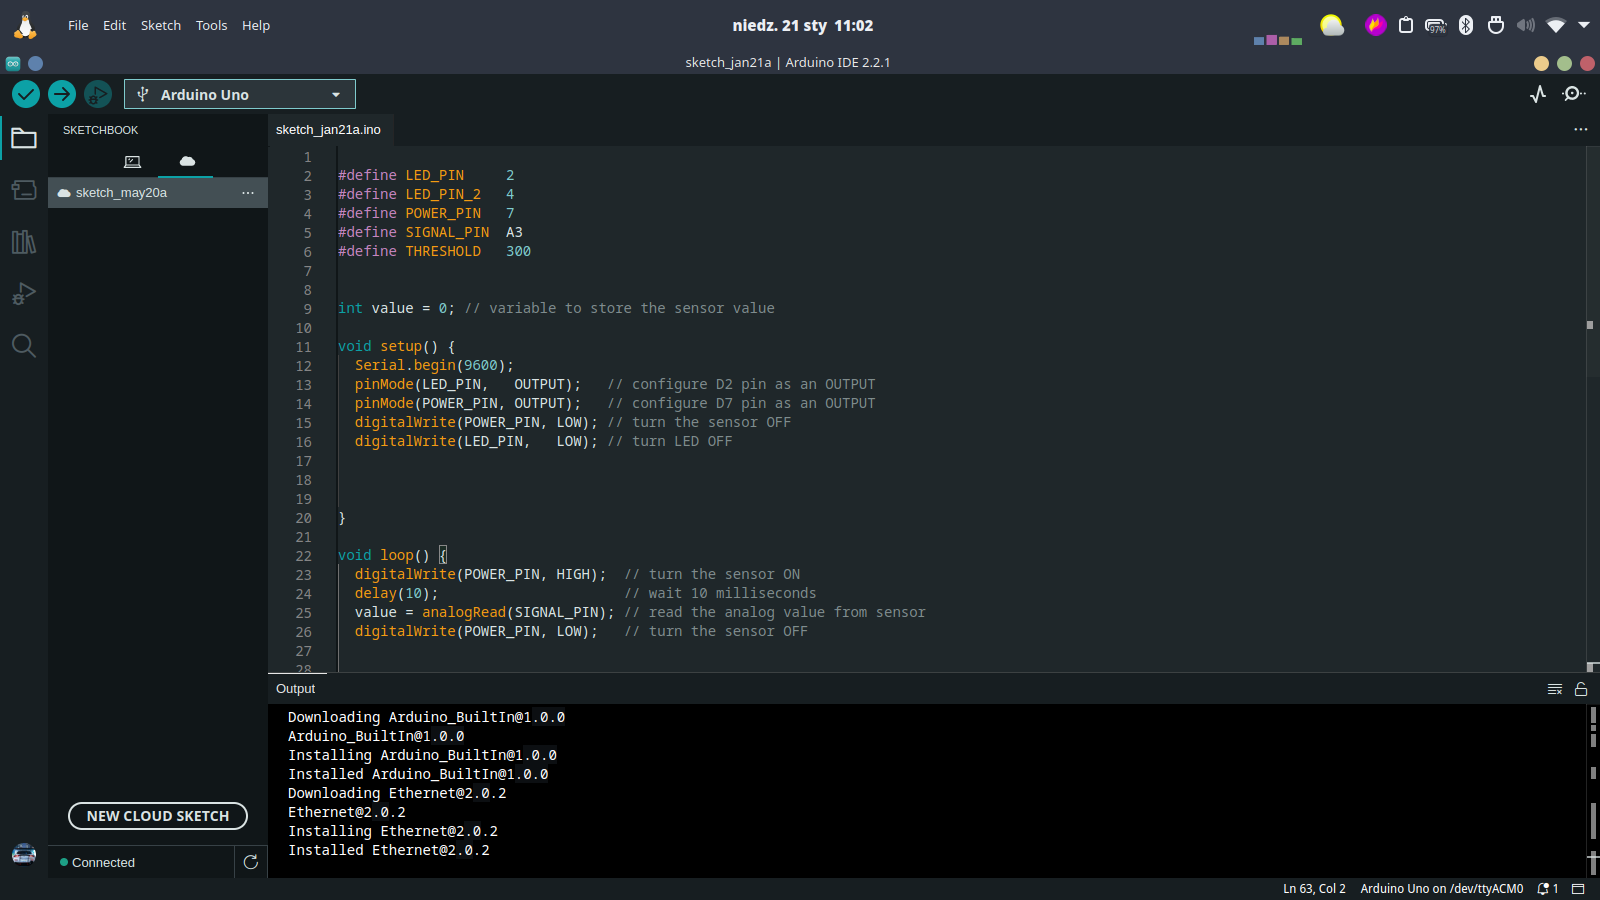 File Edit Sketch Tools Help
niedz. 21 sty 11:02
97%
sketch_jan21a | Arduino IDE 2.2.1
Arduino Uno
SKETCHBOOK
sketch_may20a
NEW CLOUD SKETCH
Connected
sketch_jan21a.ino
1
2 #define LED_PIN     2
3 #define LED_PIN_2   4
4 #define POWER_PIN   7
5 #define SIGNAL_PIN  A3
6 #define THRESHOLD   300
7
8
9 int value = 0; // variable to store the sensor value
10
11 void setup() {
12   Serial.begin(9600);
13   pinMode(LED_PIN,   OUTPUT);   // configure D2 pin as an OUTPUT
14   pinMode(POWER_PIN, OUTPUT);   // configure D7 pin as an OUTPUT
15   digitalWrite(POWER_PIN, LOW); // turn the sensor OFF
16   digitalWrite(LED_PIN,   LOW); // turn LED OFF
17
18
19
20 }
21
22 void loop() {
23   digitalWrite(POWER_PIN, HIGH);  // turn the sensor ON
24   delay(10);                      // wait 10 milliseconds
25   value = analogRead(SIGNAL_PIN); // read the analog value from sensor
26   digitalWrite(POWER_PIN, LOW);   // turn the sensor OFF
27
28
Output
Downloading Arduino_BuiltIn@1.0.0
Arduino_BuiltIn@1.0.0
Installing Arduino_BuiltIn@1.0.0
Installed Arduino_BuiltIn@1.0.0
Downloading Ethernet@2.0.2
Ethernet@2.0.2
Installing Ethernet@2.0.2
Installed Ethernet@2.0.2
Ln 63, Col 2 Arduino Uno on /dev/ttyACM0 1